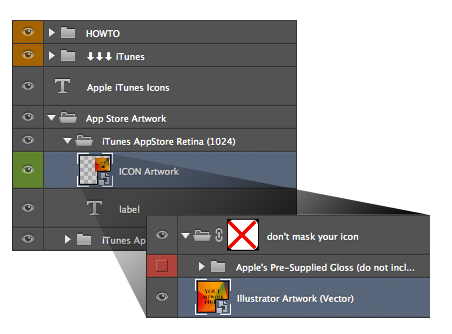 HOWTO
↓↓↓ iTunes
Apple iTunes Icons
App Store Artwork
iTunes AppStore Retina (1024)
ICON Artwork
label
iTunes Ap
don't mask your icon
Apple's Pre-Supplied Gloss (do not incl...
Illustrator Artwork (Vector)
YOUR
ARTWORK
HERE